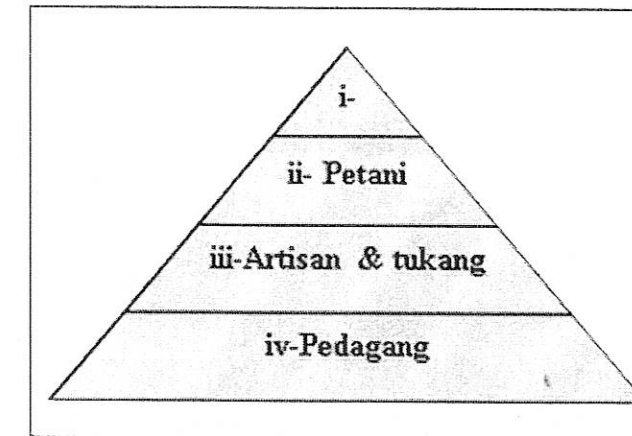 i-
ii- Petani
iii-Artisan & tukang
iv-Pedagang